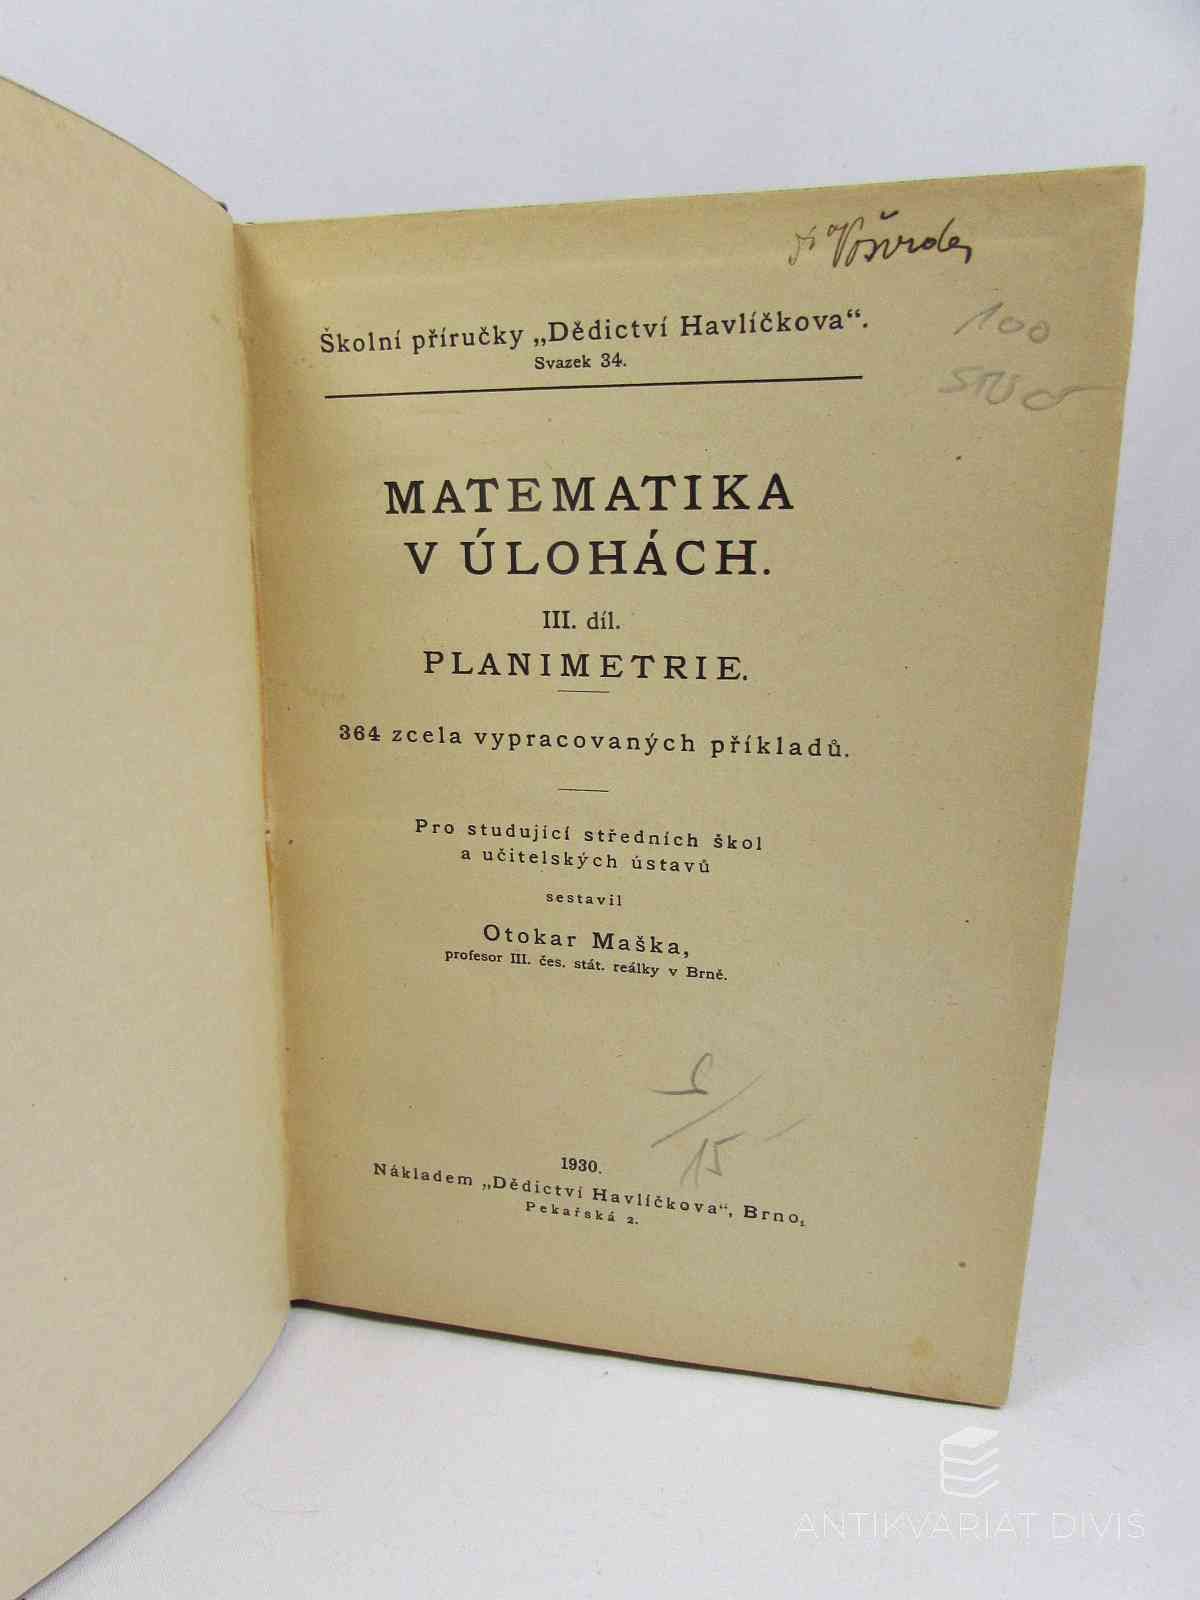 Školní příručky „Dědictví Havlíčkova“.
Svazek 34.
100
MATEMATIKA
V ÚLOHÁCH.
III. díl.
PLANIMETRIE.
364 zcela vypracovaných příkladů.
Pro studující středních škol
a učitelských ústavů
sestavil
Otokar Maška,
profesor III. čes. stát. reálky v Brně.
15
1930.
Nákladem „Dědictví Havlíčkova“, Brno,
Pekařská 2.
ANTIKVARIAT DIVIS